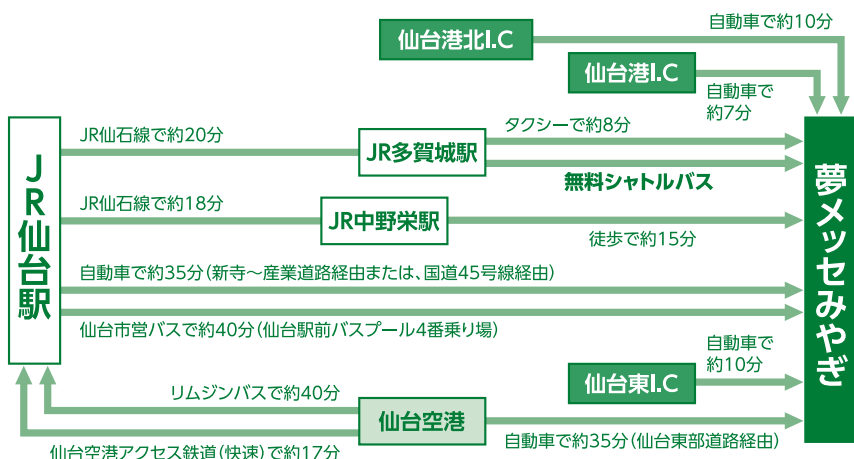 仙台港北I.C
自動車で約10分
仙台港I.C
自動車で
約7分
JR仙台駅
JR仙石線で約20分
JR多賀城駅
タクシーで約8分
無料シャトルバス
JR仙石線で約18分
JR中野栄駅
徒歩で約15分
自動車で約35分(新寺～産業道路経由または、国道45号線経由)
仙台市営バスで約40分(仙台駅前バスプール4番乗り場)
夢メッセみやぎ
自動車で
約10分
仙台東I.C
リムジンバスで約40分
仙台空港
仙台空港アクセス鉄道(快速)で約17分
自動車で約35分(仙台東部道路経由)